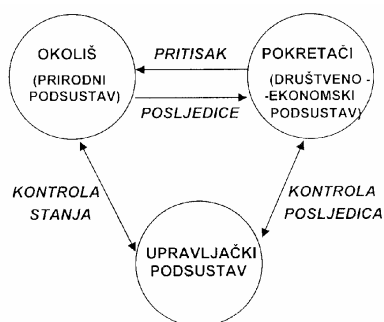 OKOLIŠ
(PRIRODNI
PODSUSTAV)
PRITISAK
POSLJEDICE
POKRETAČI
(DRUŠTVENO -
-EKONOMSKI
PODSUSTAV)
KONTROLA
STANJA
KONTROLA
POSLJEDICA
UPRAVLJAČKI
PODSUSTAV